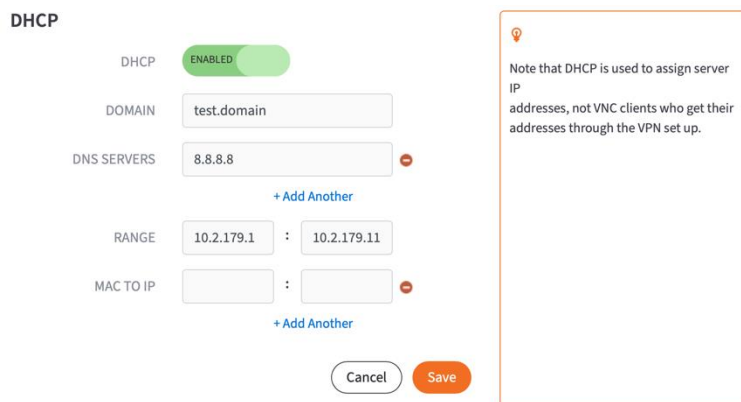 DHCP
DHCP ENABLED
DOMAIN test.domain
DNS SERVERS 8.8.8.8
+ Add Another
RANGE 10.2.179.1 : 10.2.179.11
MAC TO IP :
+ Add Another
Cancel Save
Note that DHCP is used to assign server
IP
addresses, not VNC clients who get their
addresses through the VPN set up.